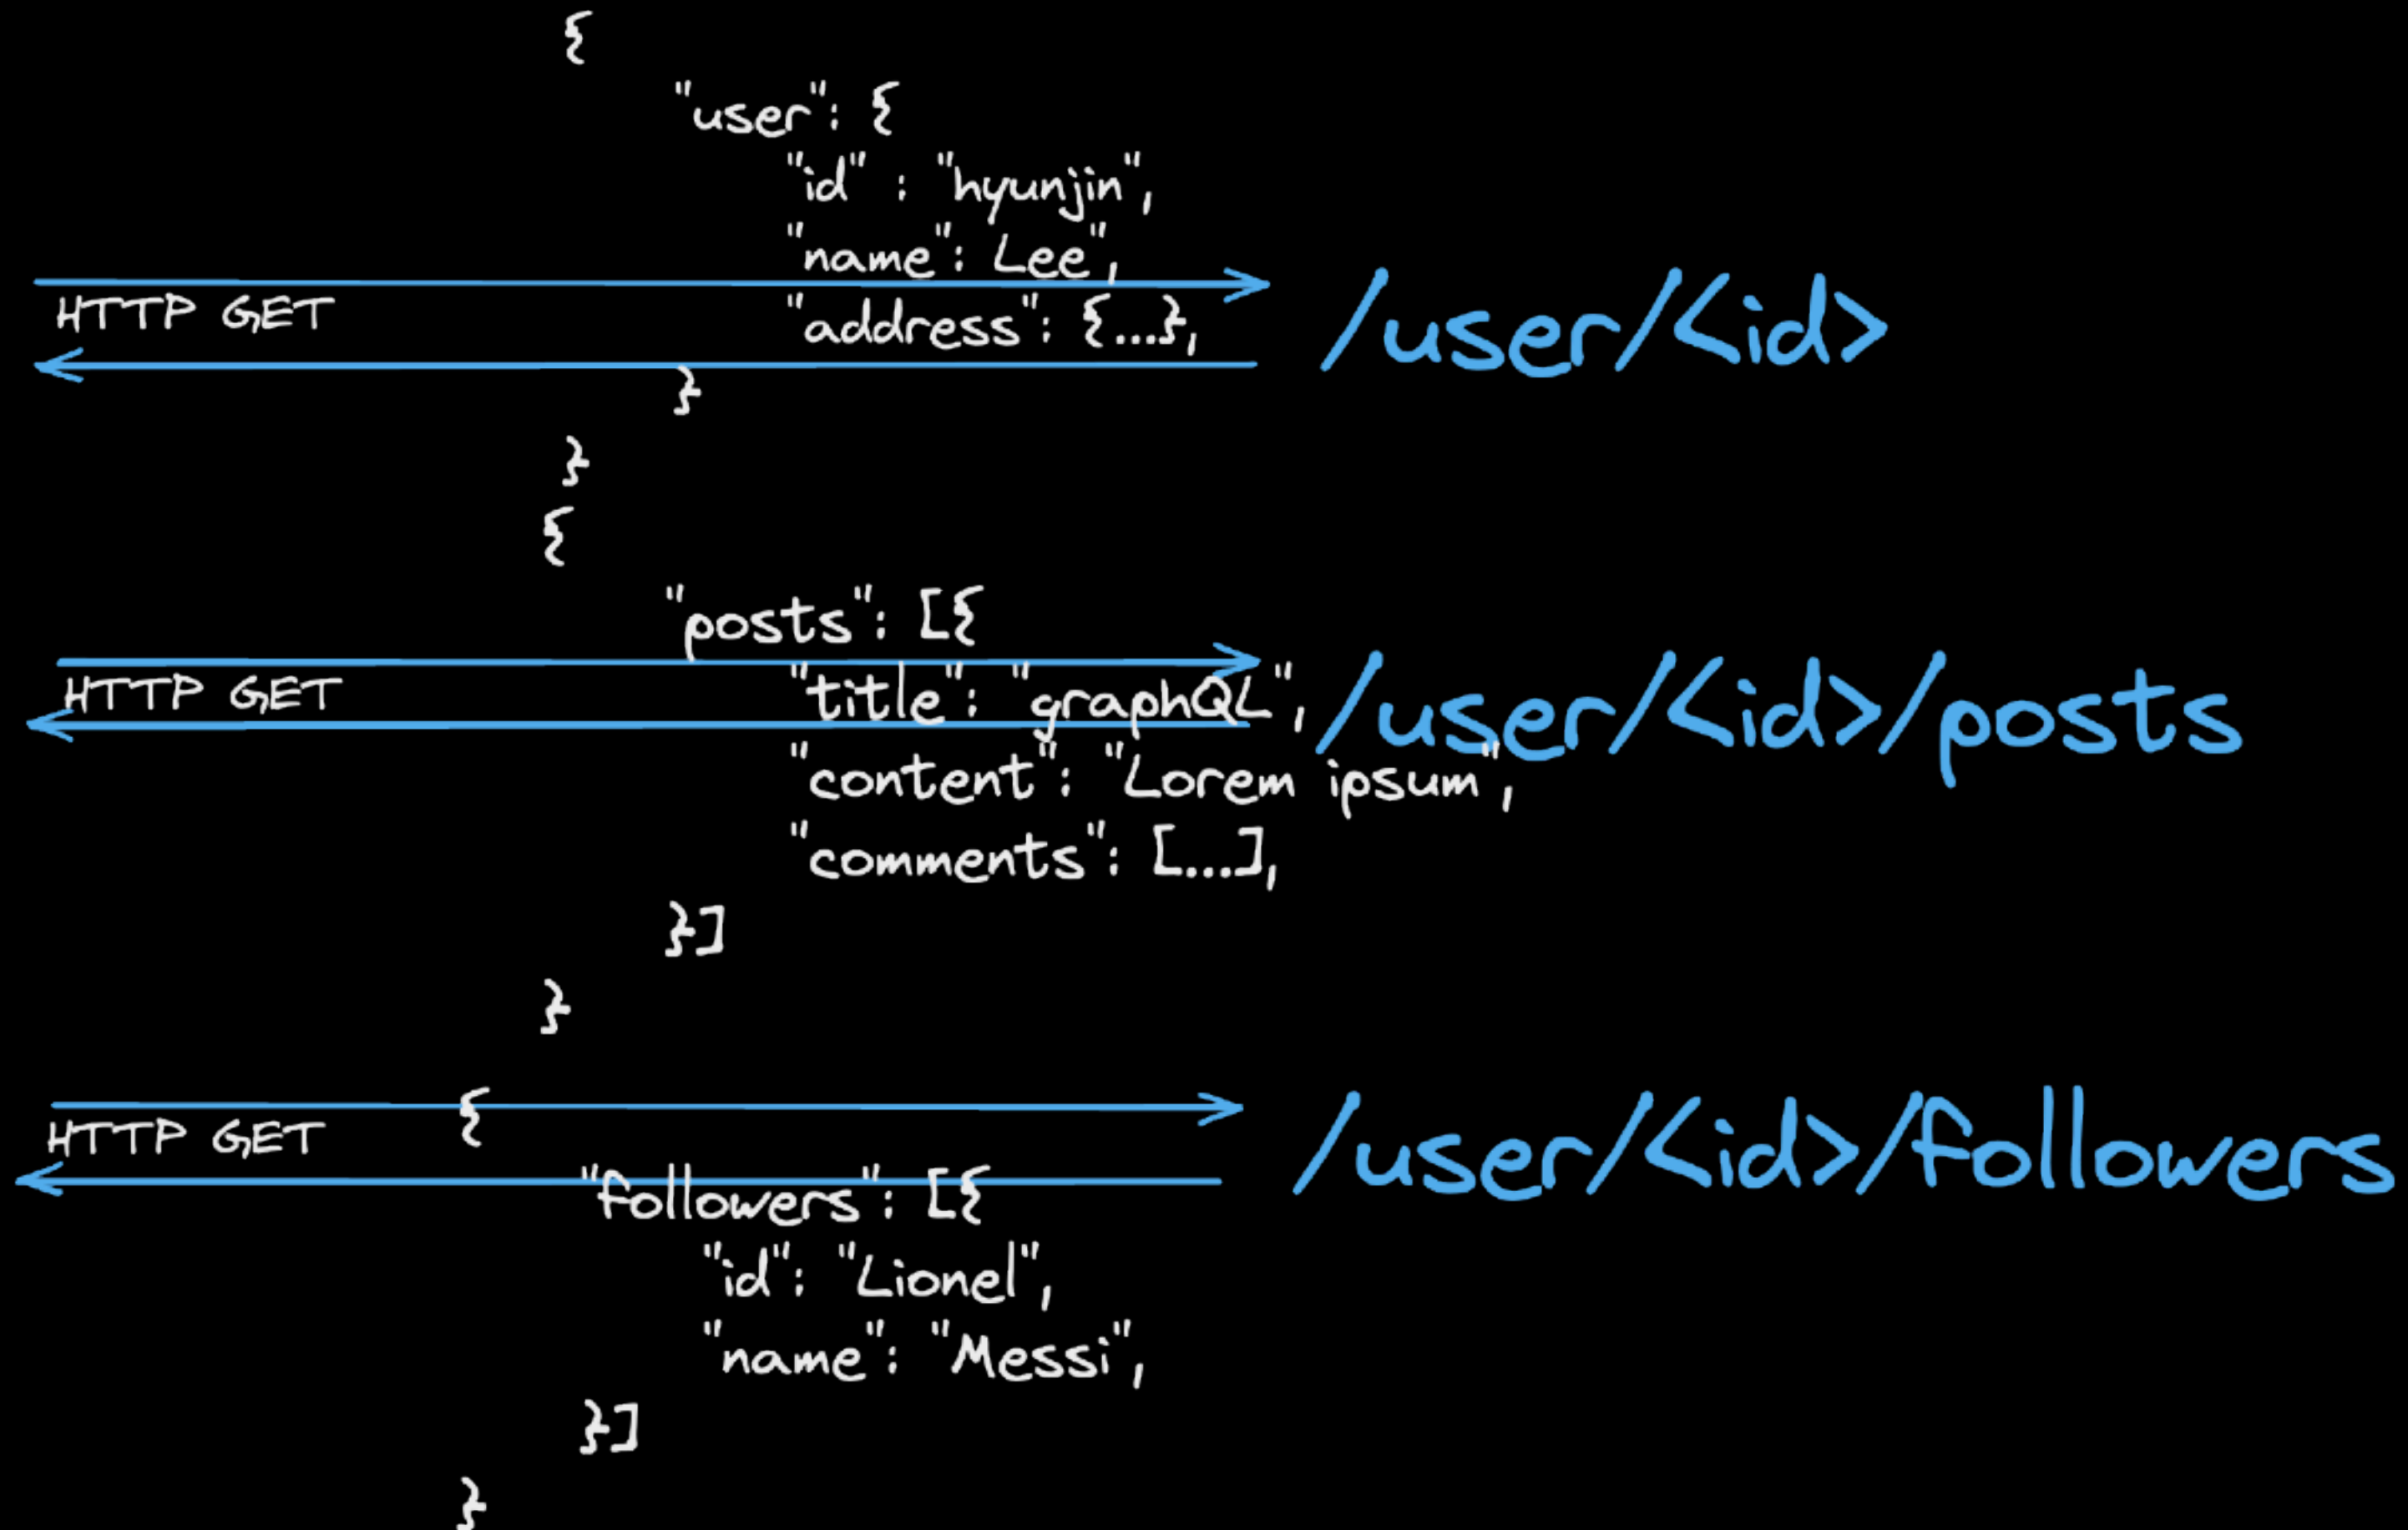 {
"user": {
"id" : "hyunjin",
"name": Lee",
HTTP GET
"address": {...},
/user/<id>
}
}
{
"posts": [{
HTTP GET
"title": "graphQL",
/user/<id>/posts
"content": "Lorem ipsum",
"comments": [...],
}]
}
{
HTTP GET
/user/<id>/followers
"followers": [{
"id": "Lionel",
"name": "Messi",
}]
}